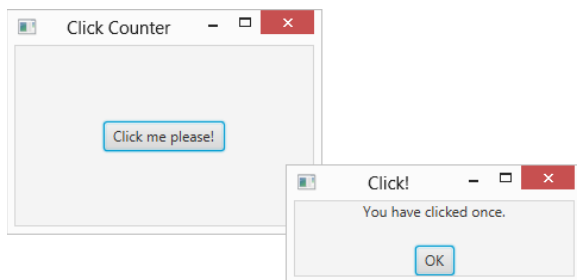 Click Counter
Click me please!
Click!
You have clicked once.
OK